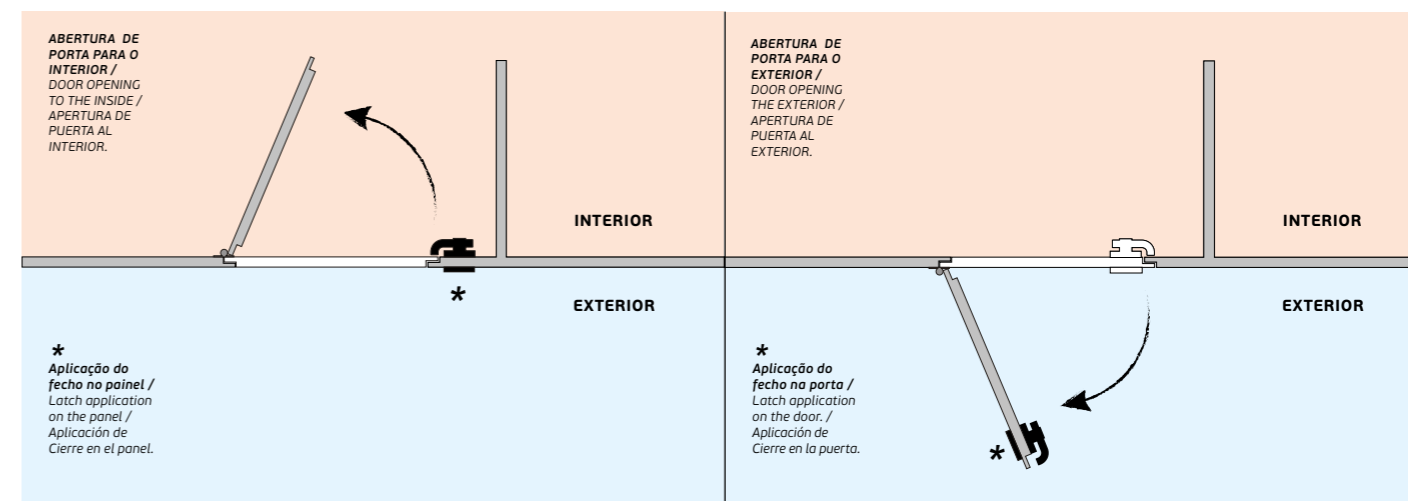 ABERTURA DE
PORTA PARA O
INTERIOR /
DOOR OPENING
TO THE INSIDE /
APERTURA DE
PUERTA AL
INTERIOR.
INTERIOR
EXTERIOR
*
*
Aplicação do
fecho no painel /
Latch application
on the panel /
Aplicación de
Cierre en el panel.
ABERTURA DE
PORTA PARA O
EXTERIOR /
DOOR OPENING
THE EXTERIOR /
APERTURA DE
PUERTA AL
EXTERIOR.
INTERIOR
EXTERIOR
*
Aplicação do
fecho na porta /
Latch application
on the door. /
Aplicación de
Cierre en la puerta.
*